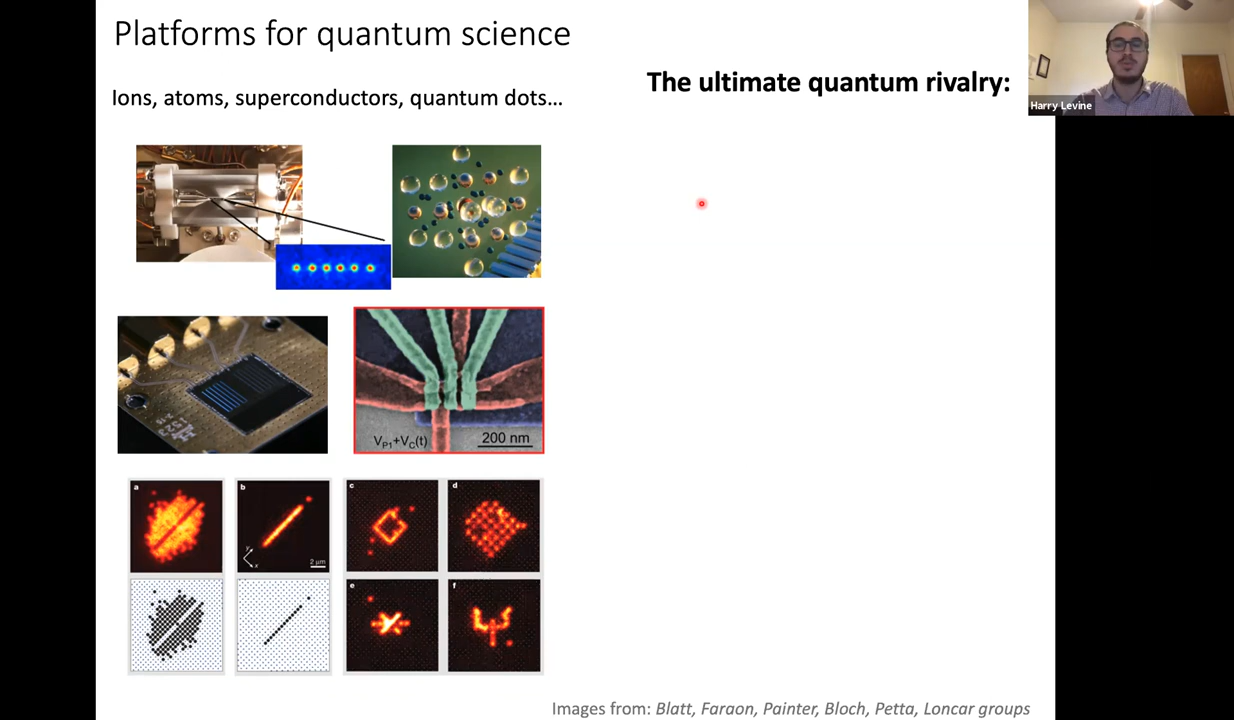 Platforms for quantum science
Ions, atoms, superconductors, quantum dots…
The ultimate quantum rivalry:
Harry Levine
V_P1+V_C(t)
200 nm
a
b
c
d
y
x
2 µm
e
f
Images from: Blatt, Faraon, Painter, Bloch, Petta, Loncar groups